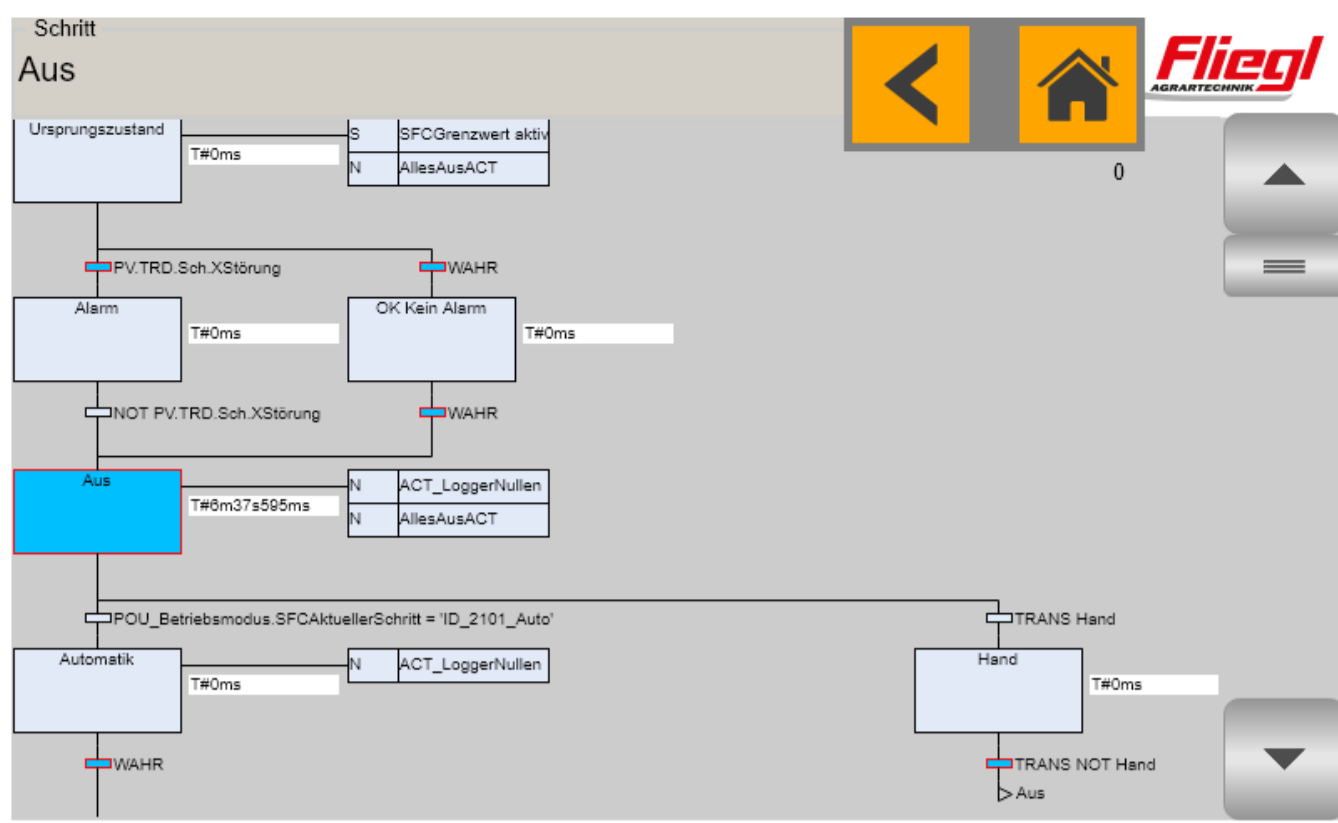 Schritt
Aus
Fliegl
AGRARTECHNIK
Ursprungszustand
T#0ms
S SFCGrenzwert aktiv
N AllesAusACT
0
PV.TRD.Sch.XStörung
WAHR
Alarm
T#0ms
OK Kein Alarm
T#0ms
NOT PV.TRD.Sch.XStörung
WAHR
Aus
T#6m37s595ms
N ACT_LoggerNullen
N AllesAusACT
POU_Betriebsmodus.SFCAktuellerSchritt = 'ID_2101_Auto'
TRANS Hand
Automatik
T#0ms
N ACT_LoggerNullen
Hand
T#0ms
WAHR
TRANS NOT Hand
Aus